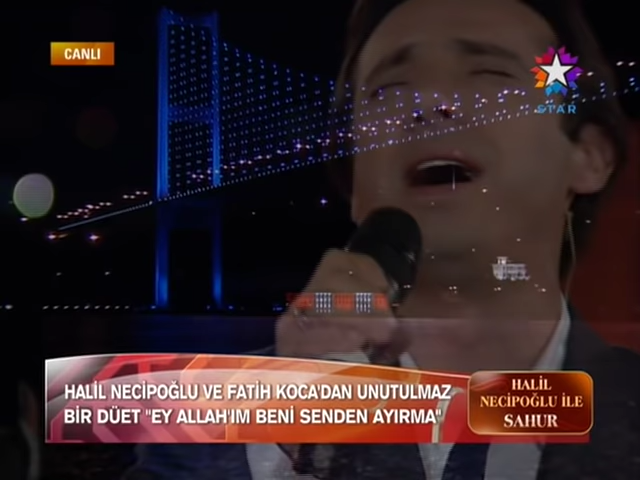 CANLI
STAR
HALİL NECİPOĞLU VE FATİH KOCA'DAN UNUTULMAZ
BİR DÜET "EY ALLAH'IM BENİ SENDEN AYIRMA"
HALİL
NECİPOĞLU İLE
SAHUR